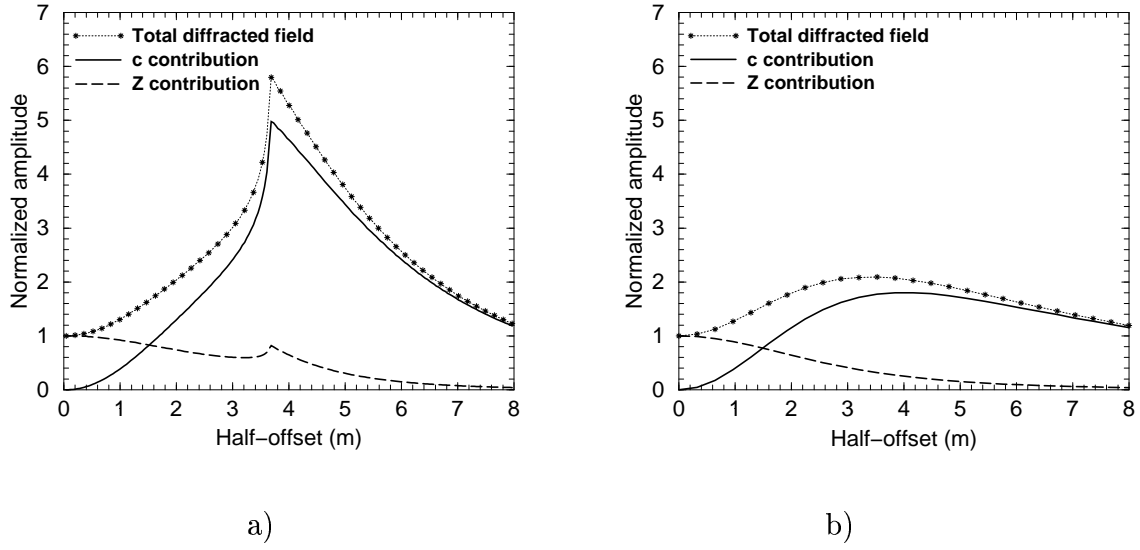 7
6
5
4
3
2
1
0
Normalized amplitude
Total diffracted field
c contribution
Z contribution
0 1 2 3 4 5 6 7 8
Half−offset (m)
a)
7
6
5
4
3
2
1
0
Normalized amplitude
Total diffracted field
c contribution
Z contribution
0 1 2 3 4 5 6 7 8
Half−offset (m)
b)